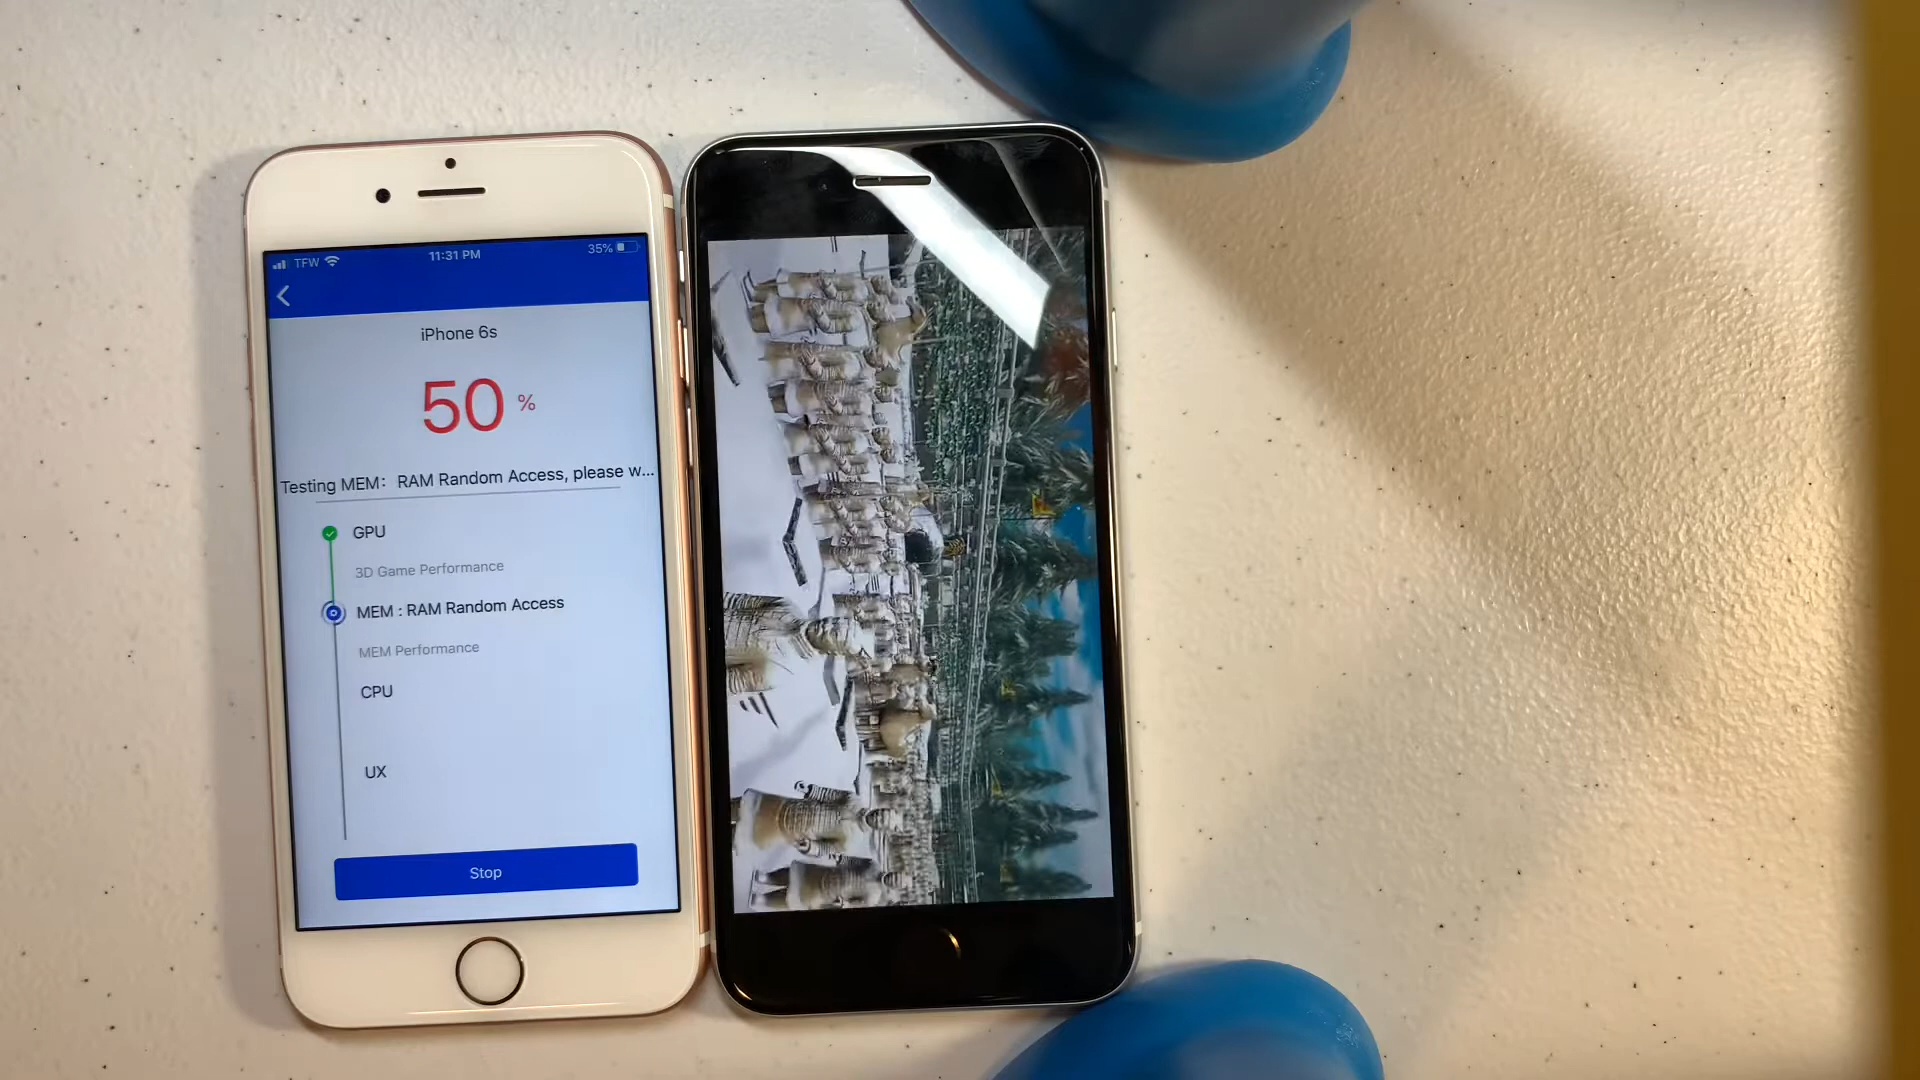 TFW 11:31 PM 35%
iPhone 6s
50 %
Testing MEM: RAM Random Access, please w...
GPU
3D Game Performance
MEM : RAM Random Access
MEM Performance
CPU
UX
Stop